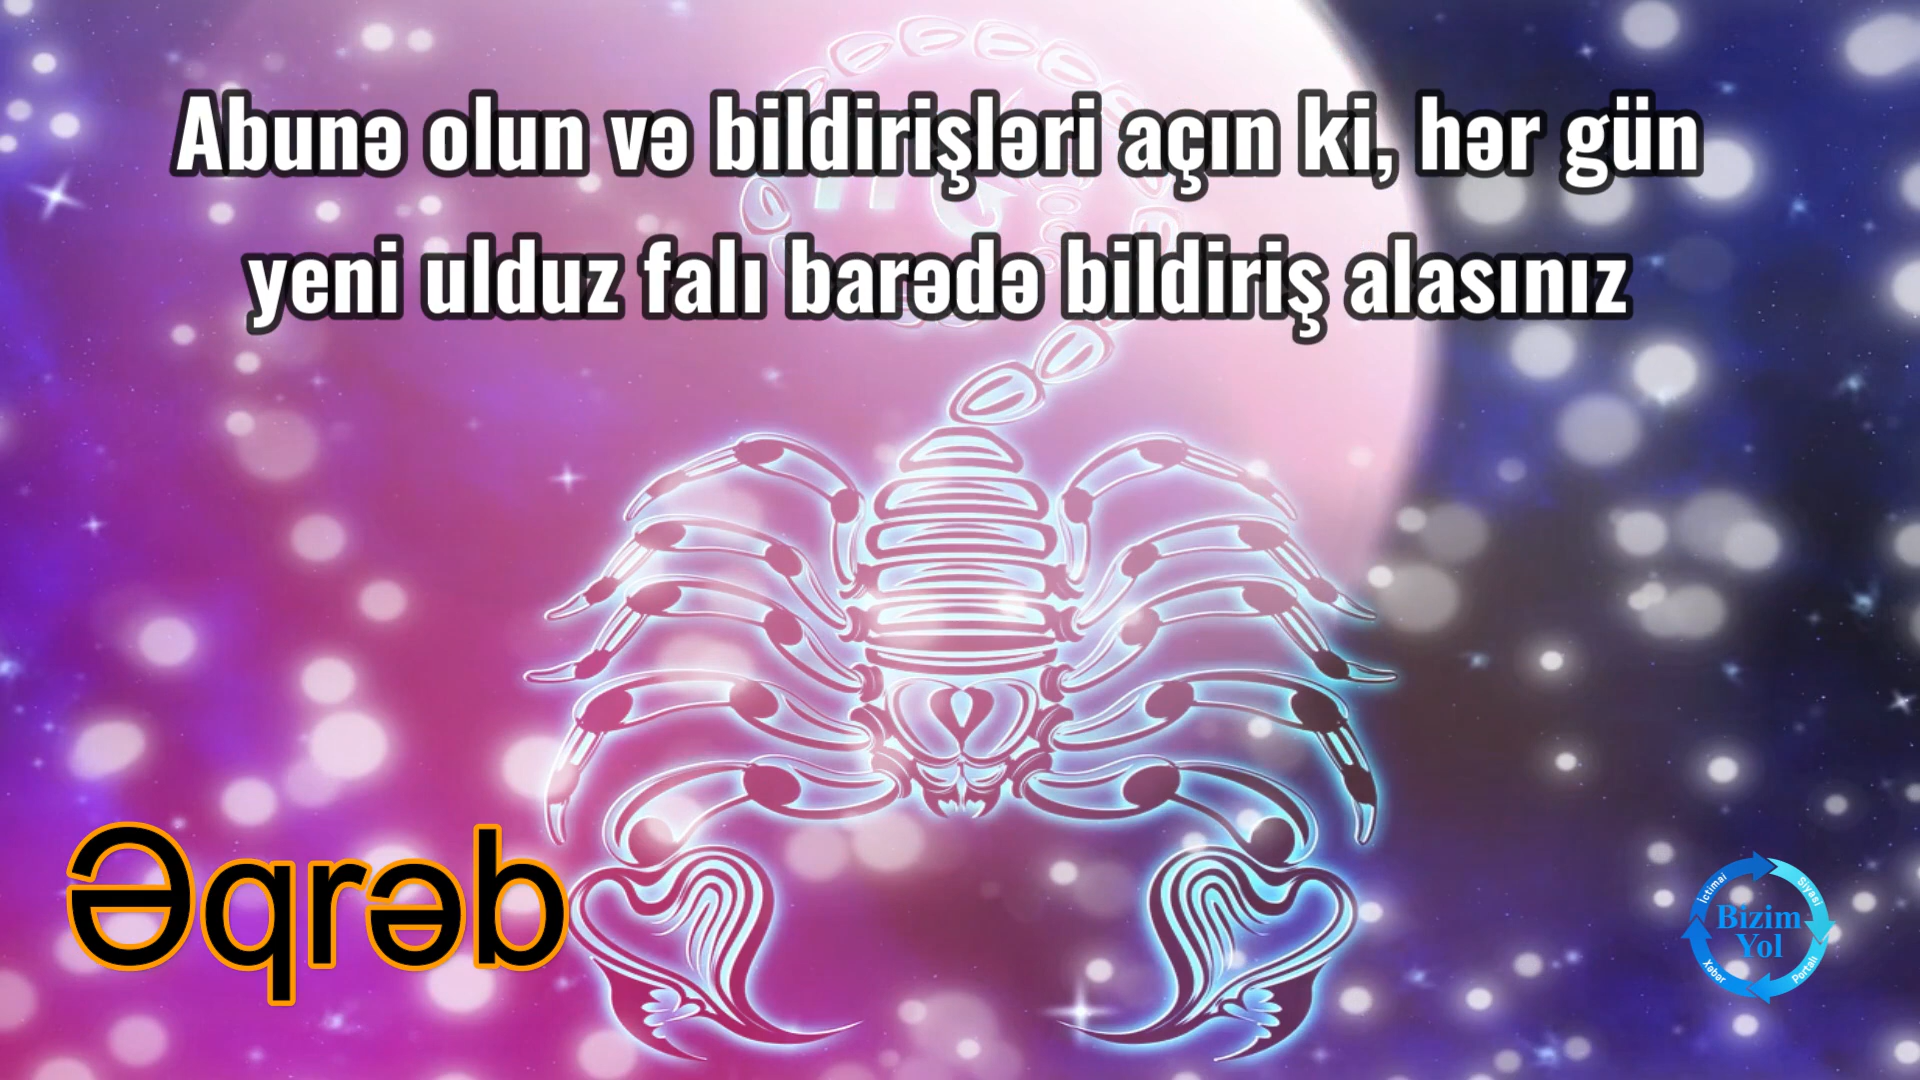 Abunə olun və bildirişləri açın ki, hər gün
yeni ulduz falı barədə bildiriş alasınız
Əqrəb
İctimai
Siyasi
Bizim
Yol
Xəbər
Portalı